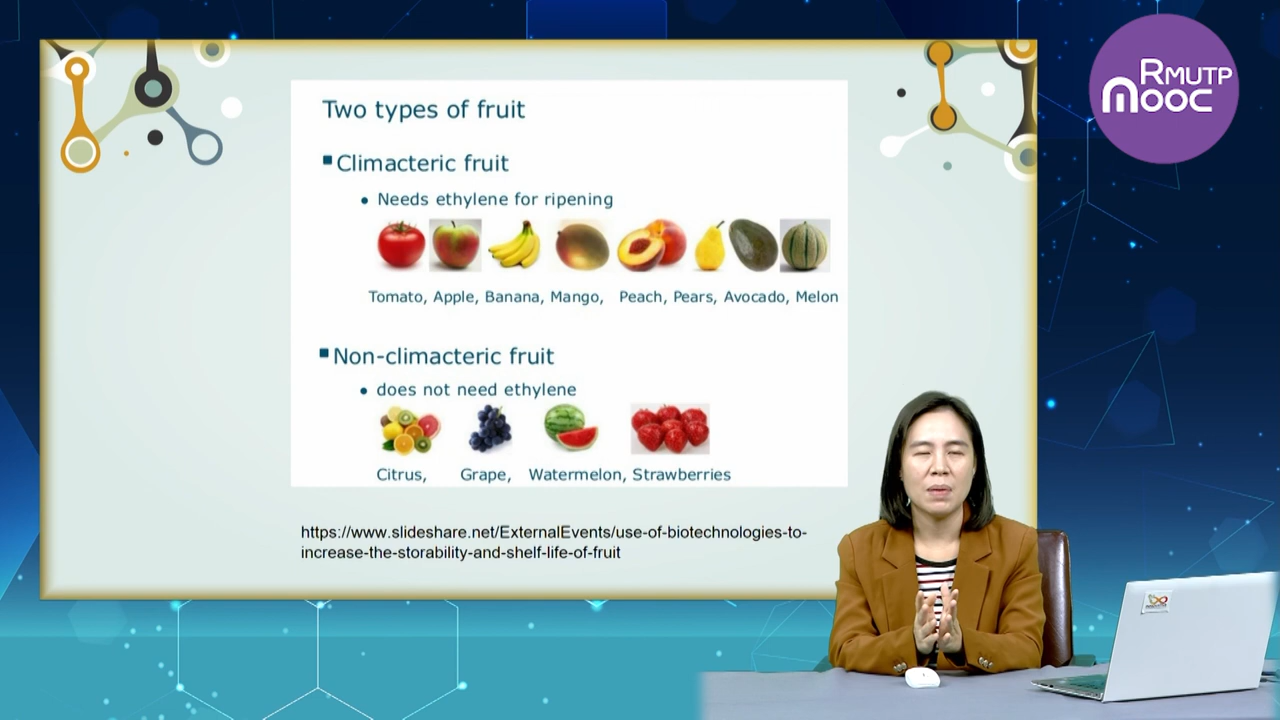 RMUTP
MOOC
Two types of fruit
Climacteric fruit
Needs ethylene for ripening
Tomato, Apple, Banana, Mango, Peach, Pears, Avocado, Melon
Non-climacteric fruit
does not need ethylene
Citrus, Grape, Watermelon, Strawberries
https://www.slideshare.net/ExternalEvents/use-of-biotechnologies-to-
increase-the-storability-and-shelf-life-of-fruit